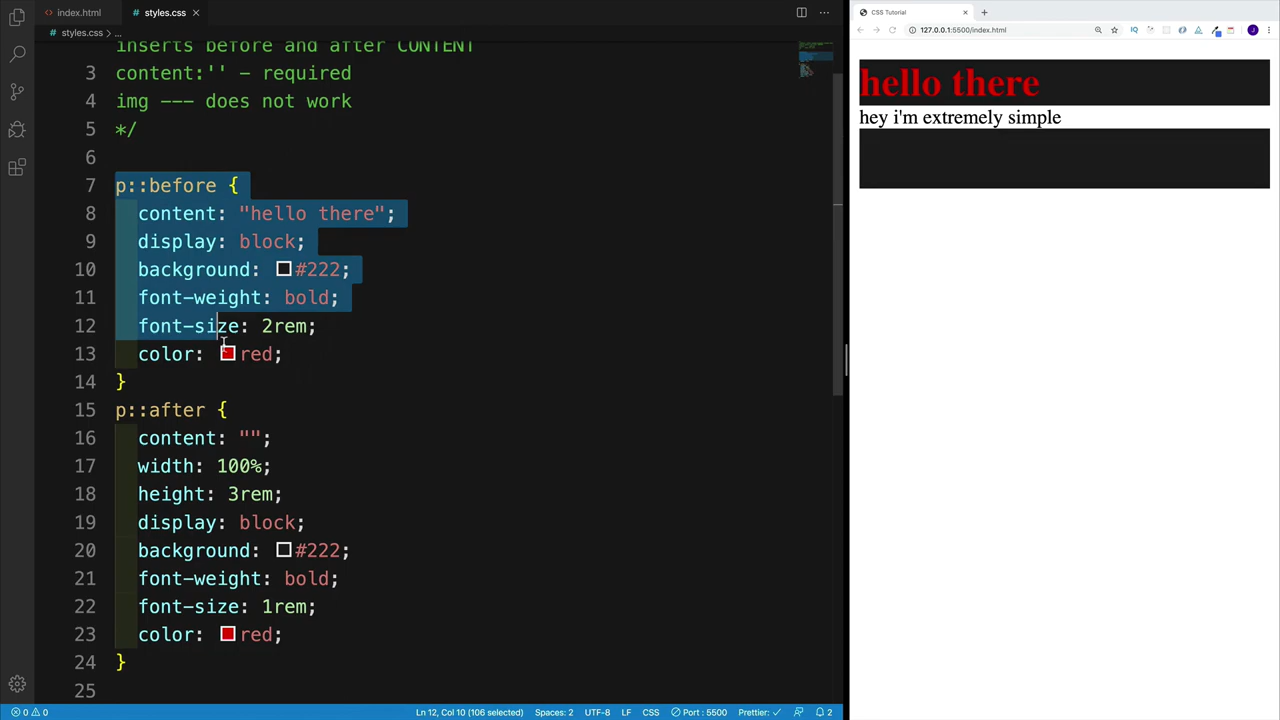 index.html
styles.css
CSS Tutorial
styles.css > ...
127.0.0.1:5500/index.html
inserts before and after CONTENT
3 content:'' - required
4 img --- does not work
5 */
6
7 p::before {
8 content: "hello there";
9 display: block;
10 background: #222;
11 font-weight: bold;
12 font-size: 2rem;
13 color: red;
14 }
15 p::after {
16 content: "";
17 width: 100%;
18 height: 3rem;
19 display: block;
20 background: #222;
21 font-weight: bold;
22 font-size: 1rem;
23 color: red;
24 }
25
hello there
hey i'm extremely simple
0 0 Ln 12, Col 10 (106 selected) Spaces: 2 UTF-8 LF CSS Port : 5500 Prettier: ✓ 2